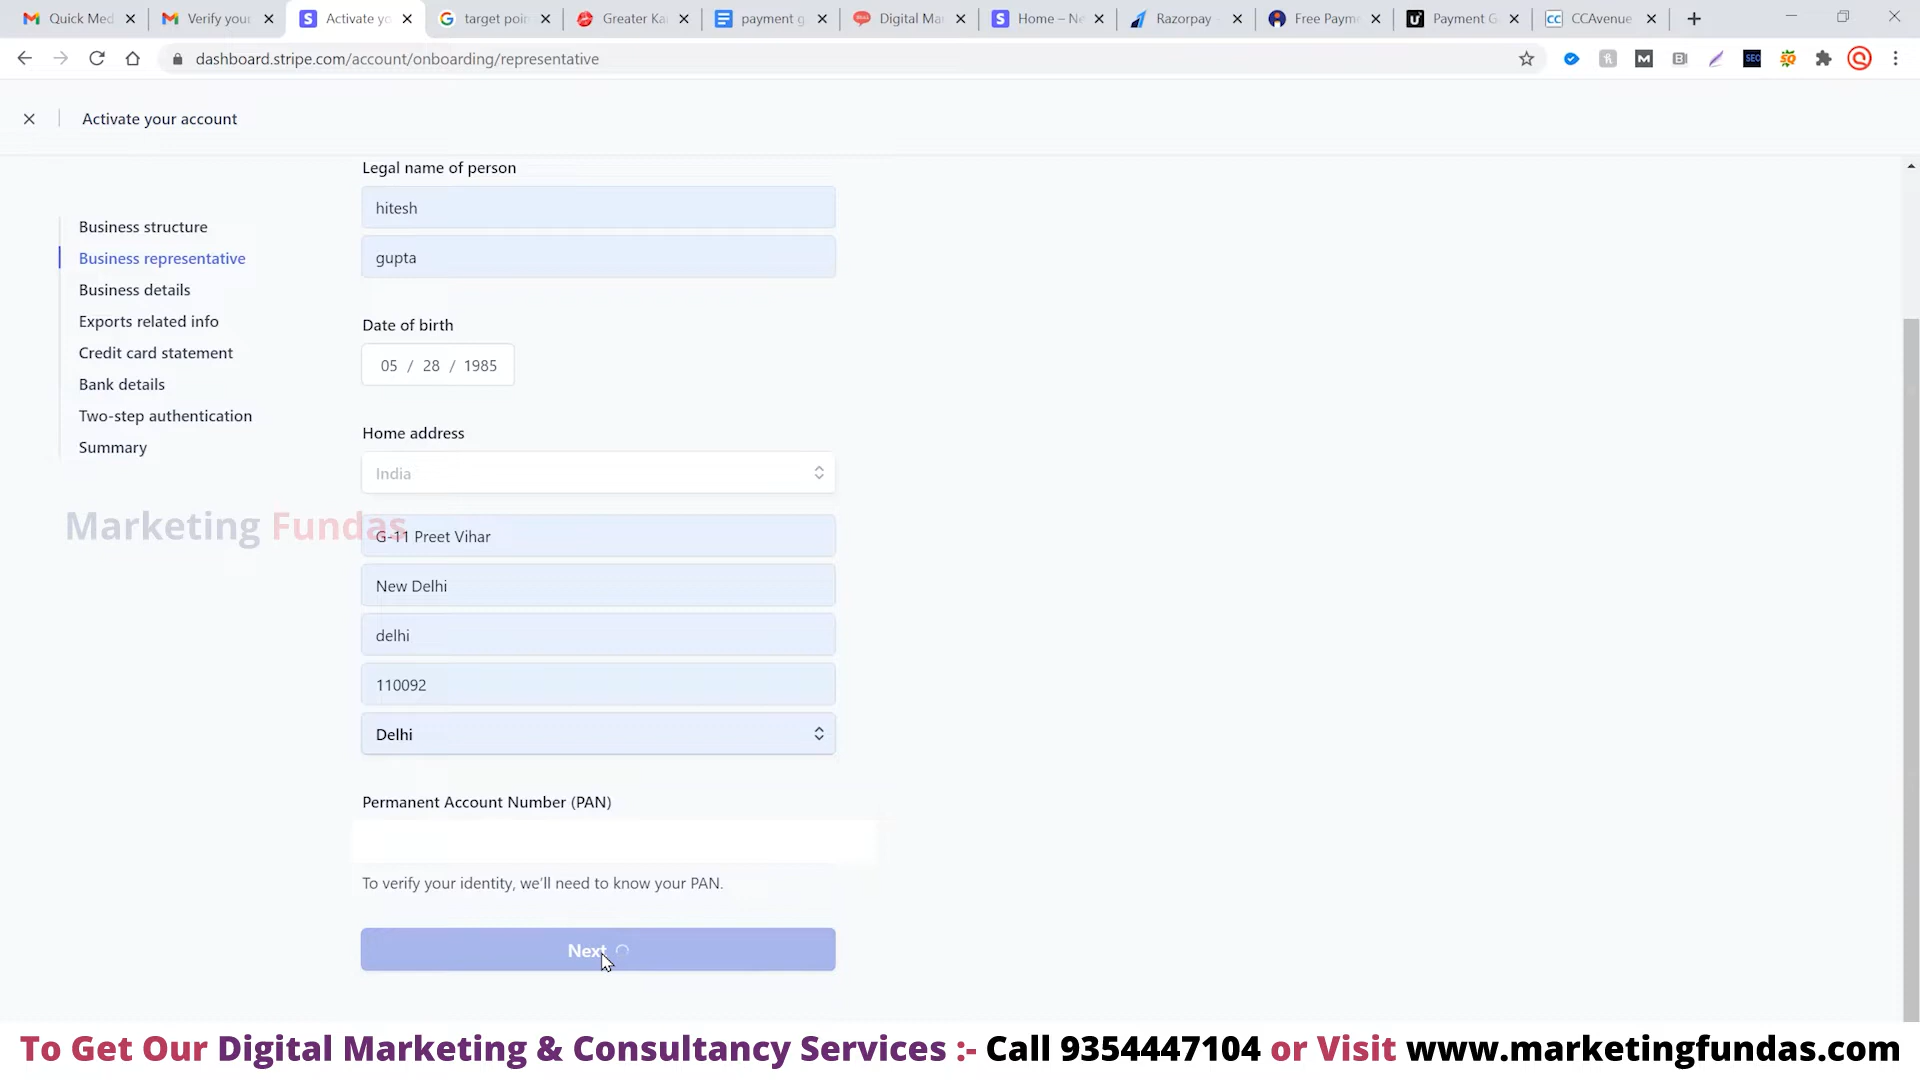 Quick Med
Verify you
Activate yo
target poin
Greater Ka
payment g
Digital Ma
Home – Ne
Razorpay
Free Paym
Payment G
CCAvenue
dashboard.stripe.com/account/onboarding/representative
Activate your account
Business structure
Business representative
Business details
Exports related info
Credit card statement
Bank details
Two-step authentication
Summary
Marketing Fundas
Legal name of person
hitesh
gupta
Date of birth
05 / 28 / 1985
Home address
India
G-11 Preet Vihar
New Delhi
delhi
110092
Delhi
Permanent Account Number (PAN)
To verify your identity, we'll need to know your PAN.
Next
To Get Our Digital Marketing & Consultancy Services :- Call 9354447104 or Visit www.marketingfundas.com